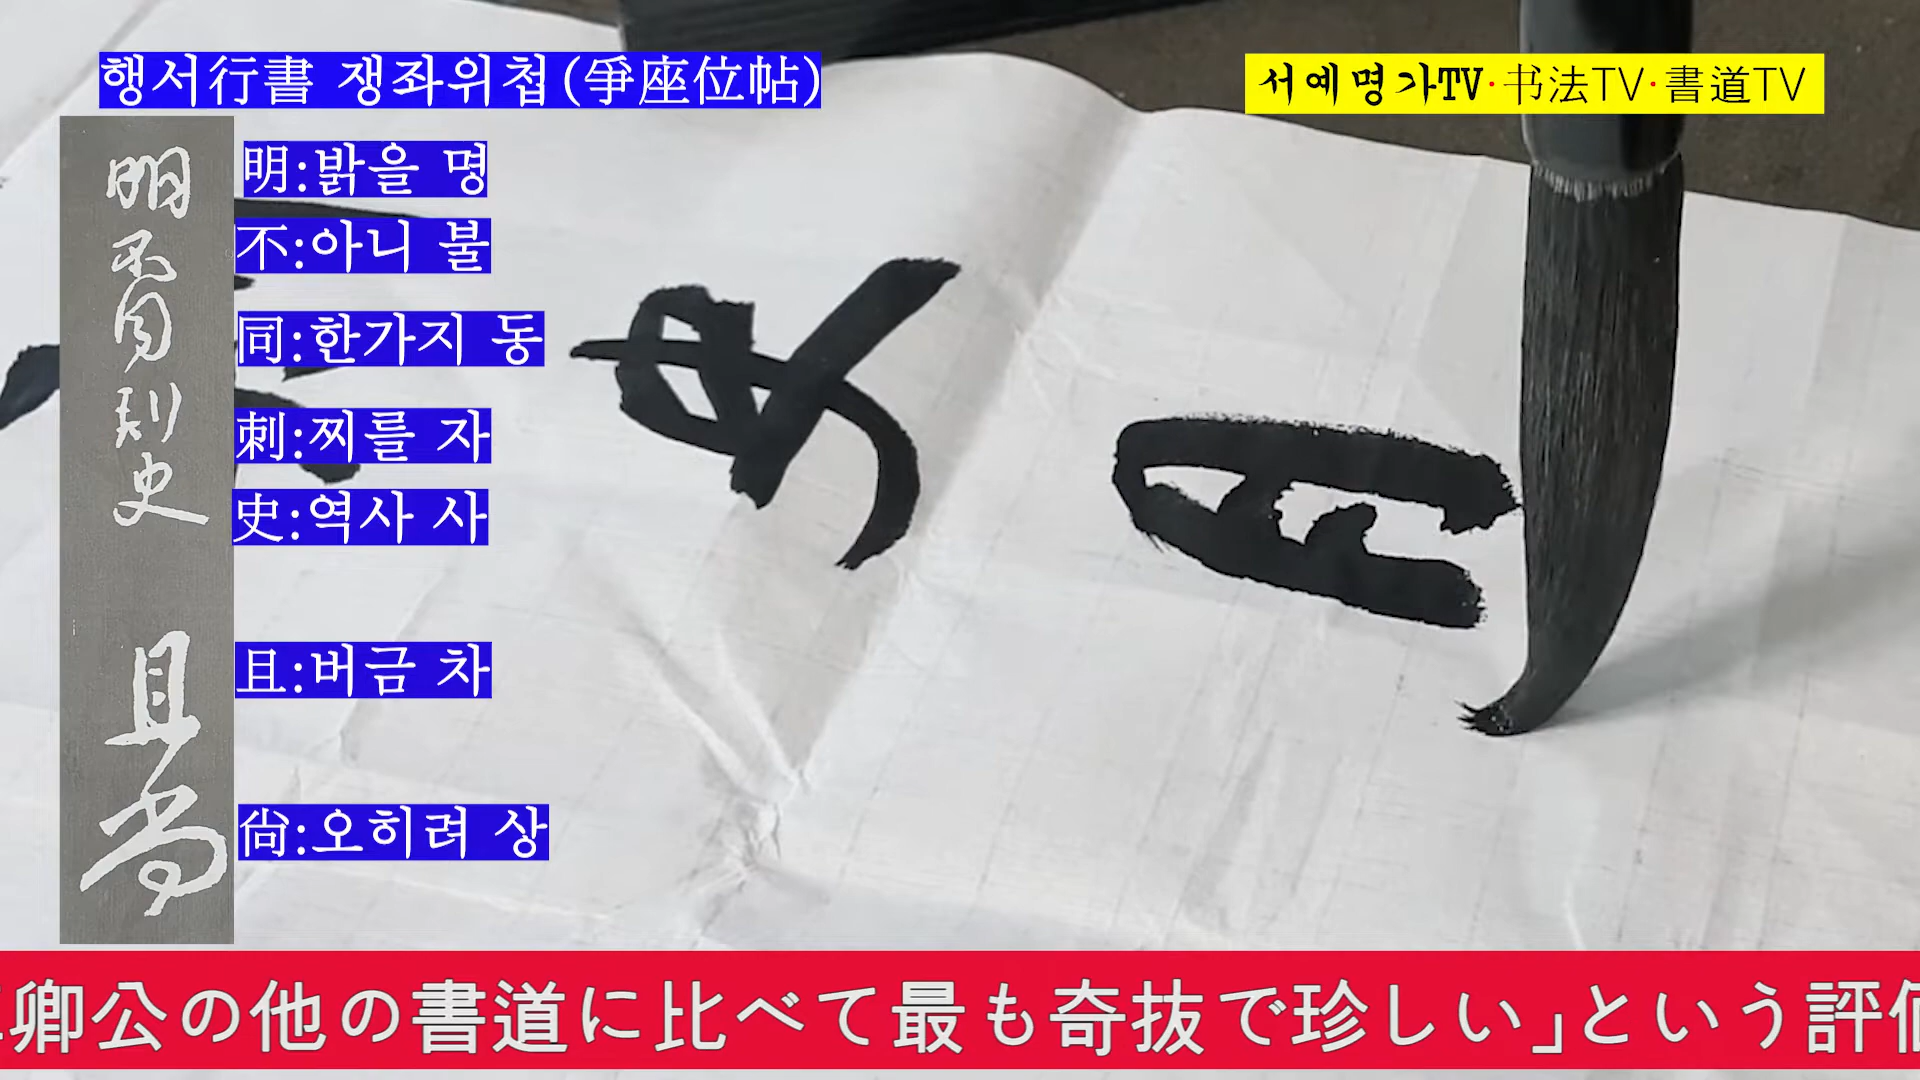 행서行書 쟁좌위첩(爭座位帖)
서예명가TV·书法TV·書道TV
明不同刺史且尙
明:밝을 명
不:아니 불
同:한가지 동
刺:찌를 자
史:역사 사
且:버금 차
尙:오히려 상
卿公の他の書道に比べて最も奇抜で珍しい」という評価